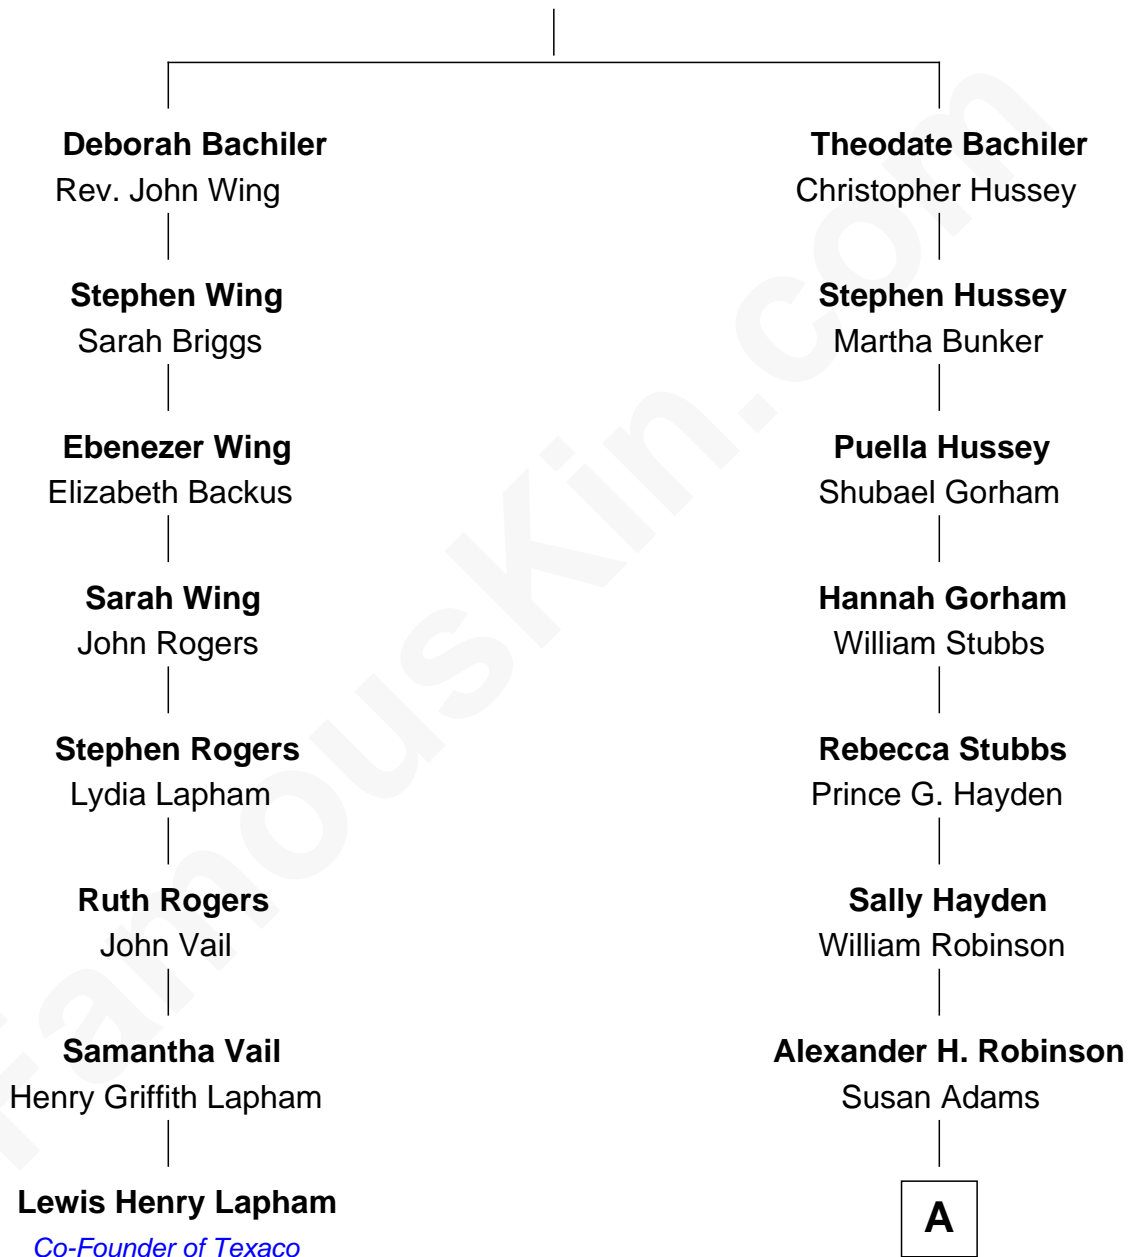 Deborah Bachiler
Rev. John Wing
Stephen Wing
Sarah Briggs
Ebenezer Wing
Elizabeth Backus
Sarah Wing
John Rogers
Stephen Rogers
Lydia Lapham
Ruth Rogers
John Vail
Samantha Vail
Henry Griffith Lapham
Lewis Henry Lapham
Co-Founder of Texaco
Theodate Bachiler
Christopher Hussey
Stephen Hussey
Martha Bunker
Puella Hussey
Shubael Gorham
Hannah Gorham
William Stubbs
Rebecca Stubbs
Prince G. Hayden
Sally Hayden
William Robinson
Alexander H. Robinson
Susan Adams
A
FamousKin.com